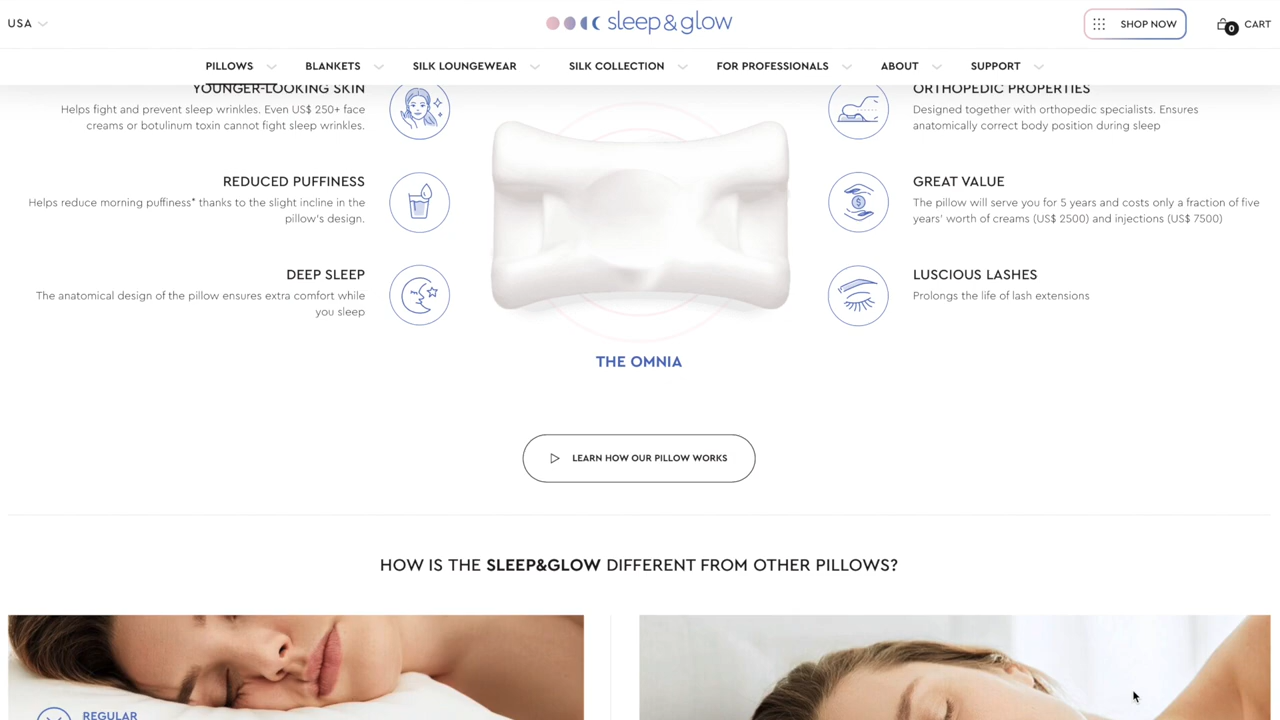 USA
sleep&glow
SHOP NOW
0
CART
PILLOWS
BLANKETS
SILK LOUNGEWEAR
SILK COLLECTION
FOR PROFESSIONALS
ABOUT
SUPPORT
YOUNGER-LOOKING SKIN
Helps fight and prevent sleep wrinkles. Even US$ 250+ face
creams or botulinum toxin cannot fight sleep wrinkles.
REDUCED PUFFINESS
Helps reduce morning puffiness* thanks to the slight incline in the
pillow's design.
DEEP SLEEP
The anatomical design of the pillow ensures extra comfort while
you sleep
ORTHOPEDIC PROPERTIES
Designed together with orthopedic specialists. Ensures
anatomically correct body position during sleep
GREAT VALUE
$
The pillow will serve you for 5 years and costs only a fraction of five
years' worth of creams (US$ 2500) and injections (US$ 7500)
LUSCIOUS LASHES
Prolongs the life of lash extensions
THE OMNIA
LEARN HOW OUR PILLOW WORKS
HOW IS THE SLEEP&GLOW DIFFERENT FROM OTHER PILLOWS?
REGULAR